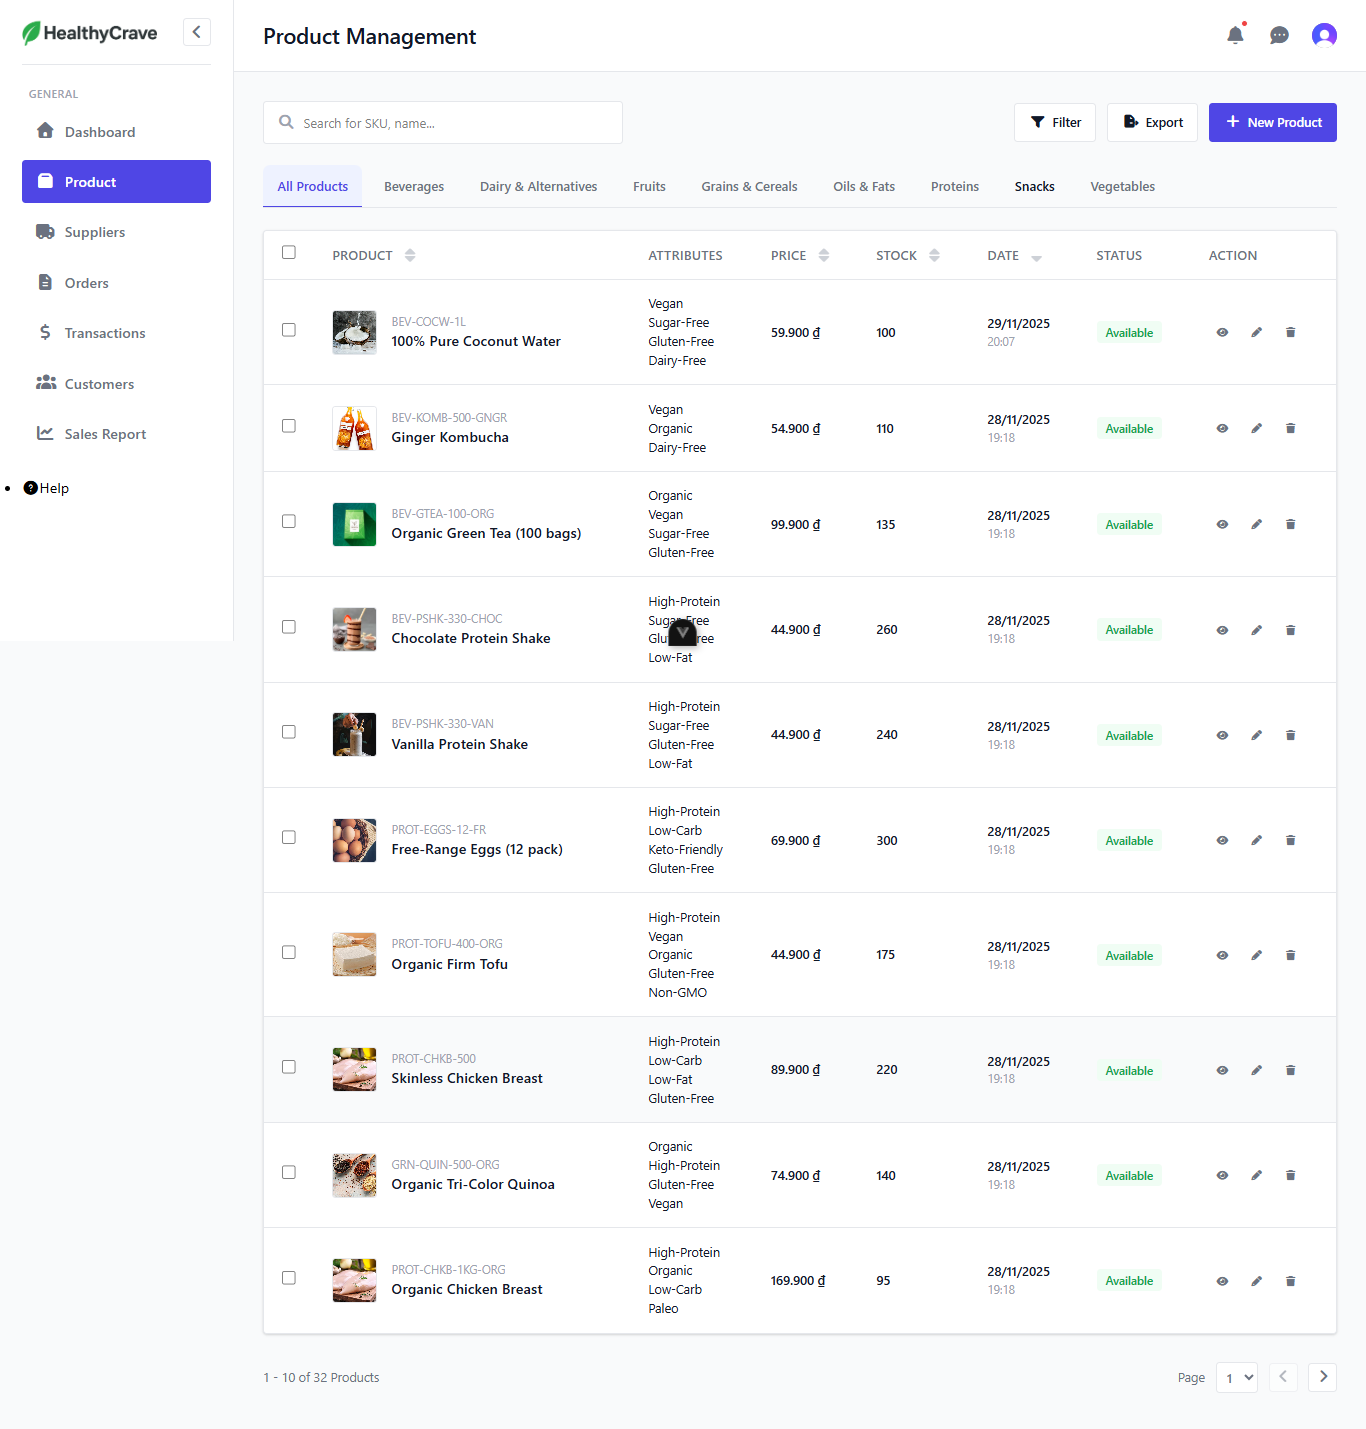 HealthyCrave
Product Management
GENERAL
Dashboard
Product
Suppliers
Orders
Transactions
Customers
Sales Report
Help
Search for SKU, name...
Filter
Export
New Product
All Products
Beverages
Dairy & Alternatives
Fruits
Grains & Cereals
Oils & Fats
Proteins
Snacks
Vegetables
PRODUCT ATTRIBUTES PRICE STOCK DATE STATUS ACTION
BEV-COCW-1L
100% Pure Coconut Water
Vegan
Sugar-Free
Gluten-Free
Dairy-Free
59.900 ₫
100
29/11/2025
20:07
Available
BEV-KOMB-500-GNGR
Ginger Kombucha
Vegan
Organic
Dairy-Free
54.900 ₫
110
28/11/2025
19:18
Available
BEV-GTEA-100-ORG
Organic Green Tea (100 bags)
Organic
Vegan
Sugar-Free
Gluten-Free
99.900 ₫
135
28/11/2025
19:18
Available
BEV-PSHK-330-CHOC
Chocolate Protein Shake
High-Protein
Sugar-Free
Gluten-Free
Low-Fat
44.900 ₫
260
28/11/2025
19:18
Available
BEV-PSHK-330-VAN
Vanilla Protein Shake
High-Protein
Sugar-Free
Gluten-Free
Low-Fat
44.900 ₫
240
28/11/2025
19:18
Available
PROT-EGGS-12-FR
Free-Range Eggs (12 pack)
High-Protein
Low-Carb
Keto-Friendly
Gluten-Free
69.900 ₫
300
28/11/2025
19:18
Available
PROT-TOFU-400-ORG
Organic Firm Tofu
High-Protein
Vegan
Organic
Gluten-Free
Non-GMO
44.900 ₫
175
28/11/2025
19:18
Available
PROT-CHKB-500
Skinless Chicken Breast
High-Protein
Low-Carb
Low-Fat
Gluten-Free
89.900 ₫
220
28/11/2025
19:18
Available
GRN-QUIN-500-ORG
Organic Tri-Color Quinoa
Organic
High-Protein
Gluten-Free
Vegan
74.900 ₫
140
28/11/2025
19:18
Available
PROT-CHKB-1KG-ORG
Organic Chicken Breast
High-Protein
Organic
Low-Carb
Paleo
169.900 ₫
95
28/11/2025
19:18
Available
1 - 10 of 32 Products
Page 1